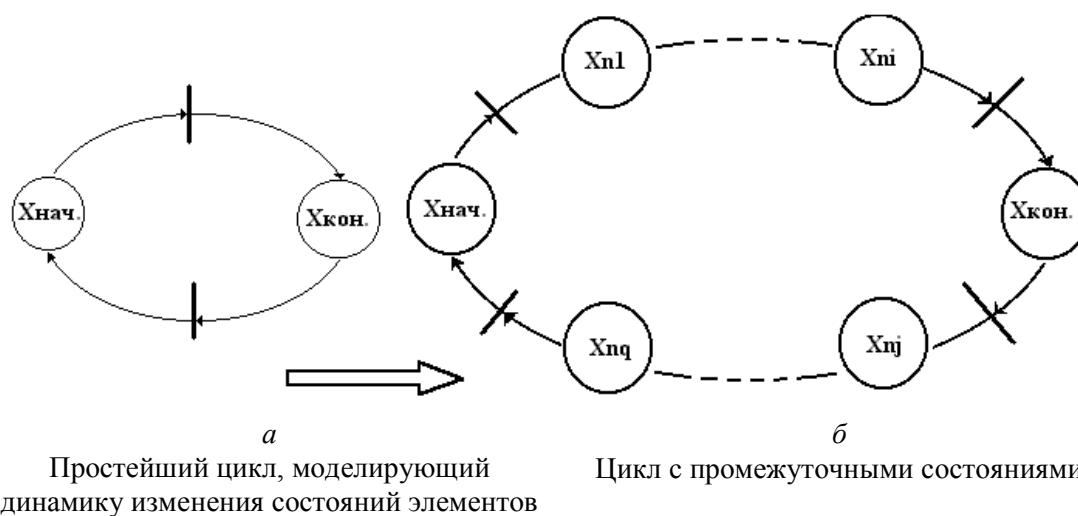 Xn1
Xni
Xнач.
Xкон.
Xнач.
Xкон.
Xnq
Xnj
а
б
Простейший цикл, моделирующий
динамику изменения состояний элементов
Цикл с промежуточными состояниями